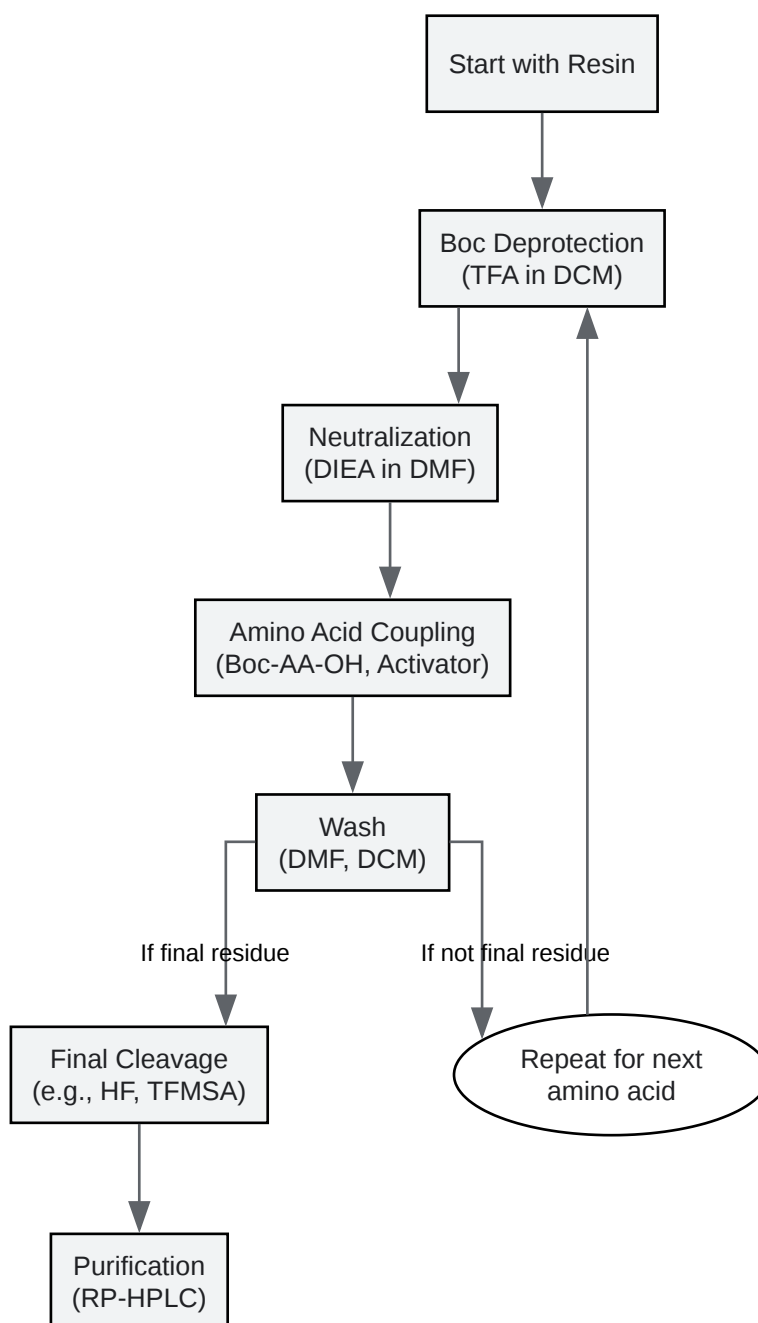 Start with Resin
Boc Deprotection
(TFA in DCM)
Neutralization
(DIEA in DMF)
Amino Acid Coupling
(Boc-AA-OH, Activator)
Wash
(DMF, DCM)
If final residue
If not final residue
Final Cleavage
(e.g., HF, TFMSA)
Repeat for next
amino acid
Purification
(RP-HPLC)